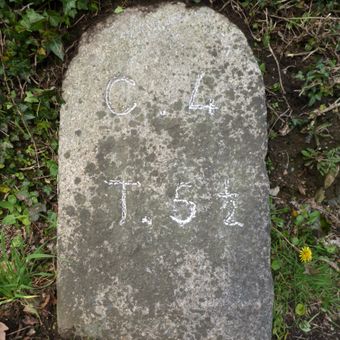 C . 4
T . 5½